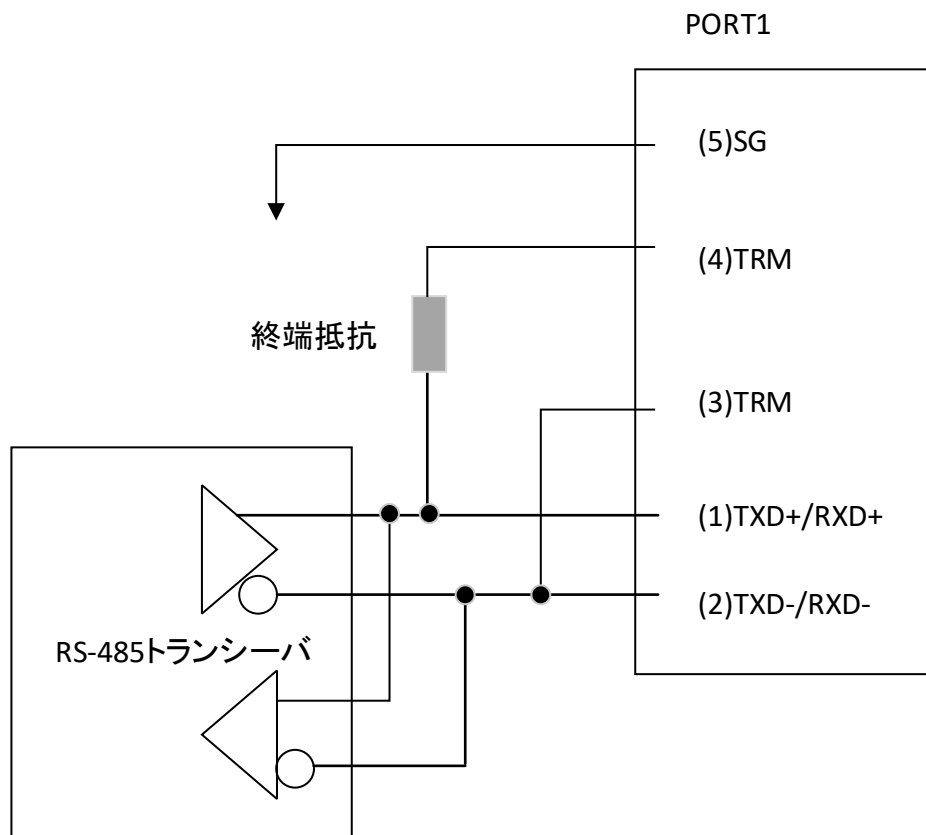 PORT1
(5)SG
(4)TRM
終端抵抗
(3)TRM
(1)TXD+/RXD+
(2)TXD-/RXD-
RS-485トランシーバ